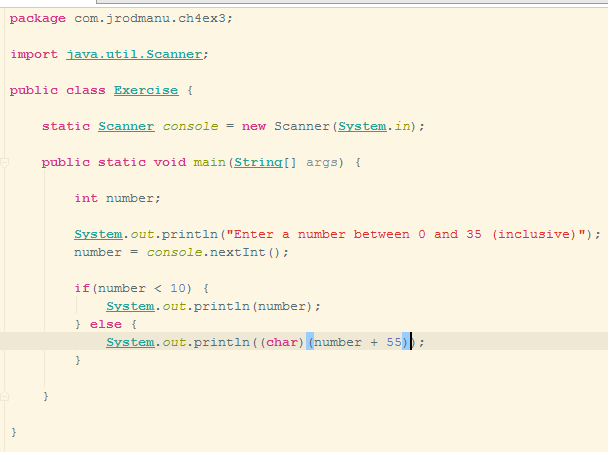 package com.jrodmanu.ch4ex3;
import java.util.Scanner;
public class Exercise {
static Scanner console = new Scanner(System.in);
public static void main(String[] args) {
int number;
System.out.println("Enter a number between 0 and 35 (inclusive)");
number = console.nextInt();
if(number < 10) {
System.out.println(number);
} else {
System.out.println((char)(number + 55));
}
}
}